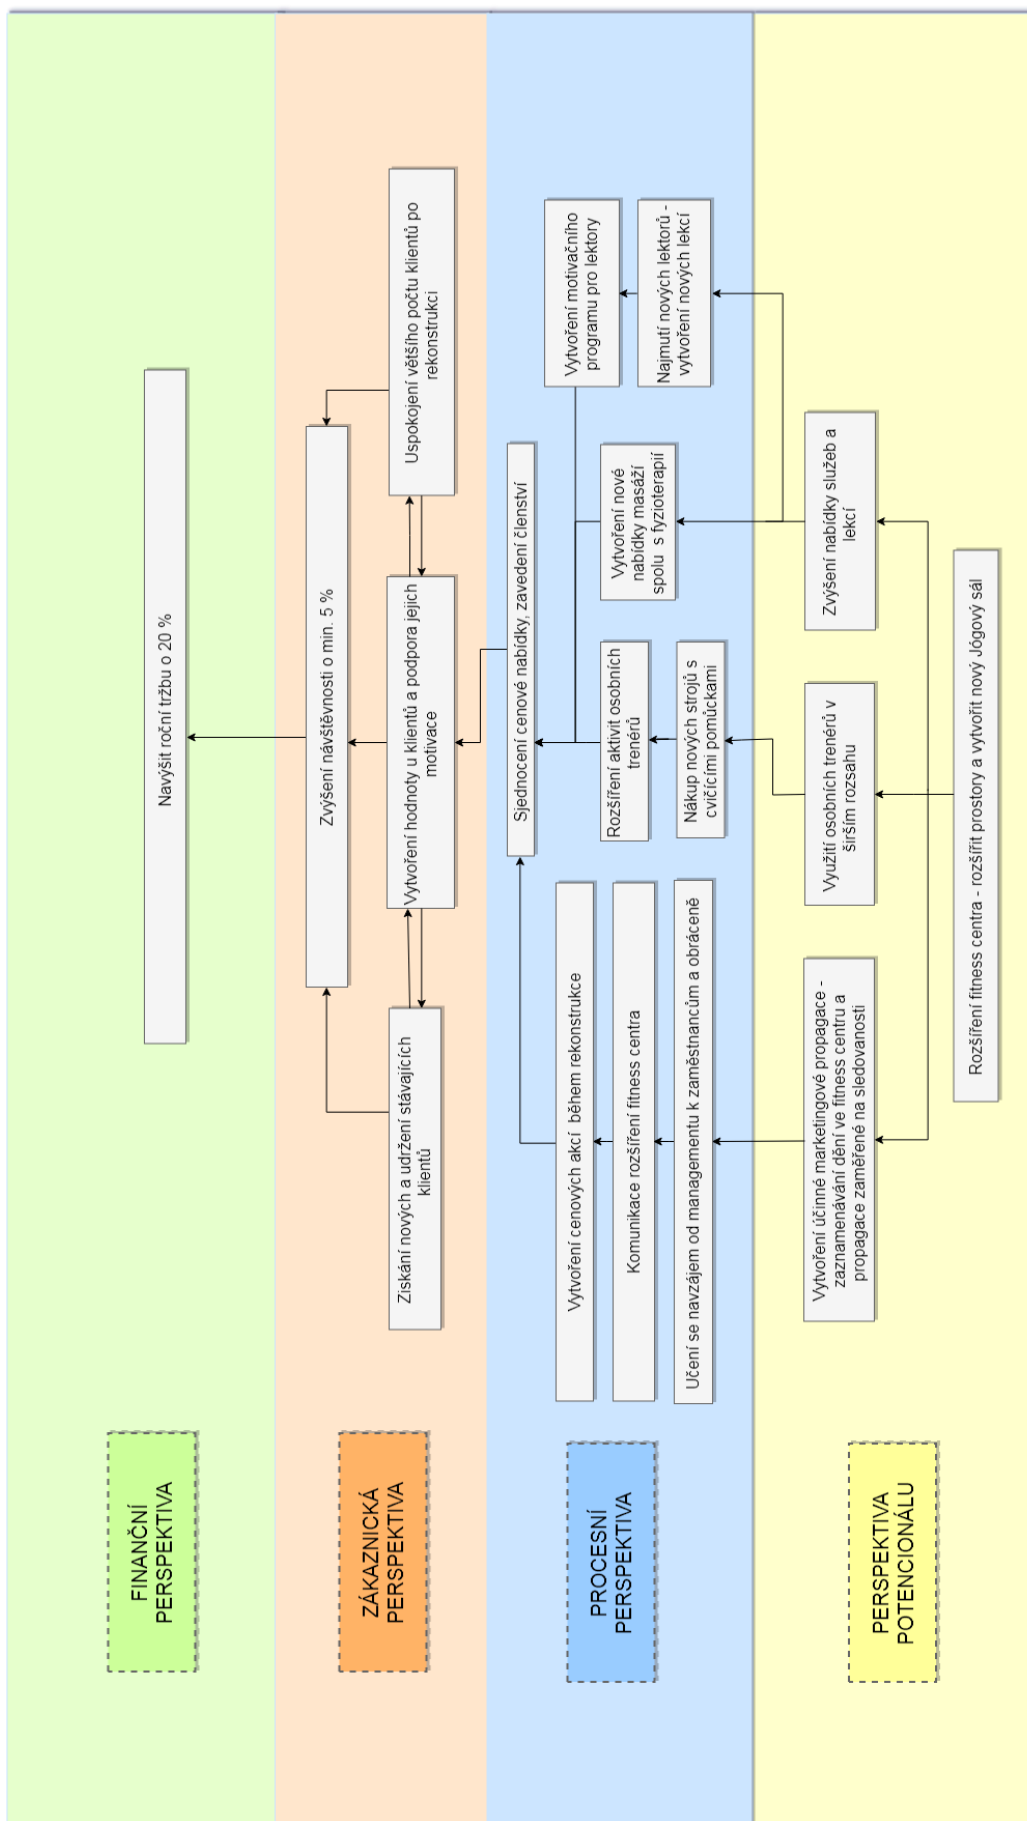 FINANČNÍ
PERSPEKTIVA
Navýšit roční tržbu o 20 %
ZÁKAZNICKÁ
PERSPEKTIVA
Zvýšení návštěvnosti o min. 5 %
Získání nových a udržení stávajících
klientů
Vytvoření hodnoty u klientů a podpora jejich
motivace
Uspokojení většího počtu klientů po
rekonstrukci
PROCESNÍ
PERSPEKTIVA
Sjednocení cenové nabídky, zavedení členství
Vytvoření cenových akcí během rekonstrukce
Komunikace rozšíření fitness centra
Učení se navzájem od managementu k zaměstnancům a obráceně
Rozšíření aktivit osobních
trenérů
Nákup nových strojů s
cvičícími pomůckami
Vytvoření nové
nabídky masáží
spolu s fyzioterapií
Vytvoření motivačního
programu pro lektory
Najmutí nových lektorů -
vytvoření nových lekcí
PERSPEKTIVA
POTENCIONÁLU
Vytvoření účinné marketingové propagace -
zaznamenávání dění ve fitness centru a
propagace zaměřené na sledovanosti
Využití osobních trenérů v
širším rozsahu
Zvýšení nabídky služeb a
lekcí
Rozšíření fitness centra - rozšířit prostory a vytvořit nový Jógový sál